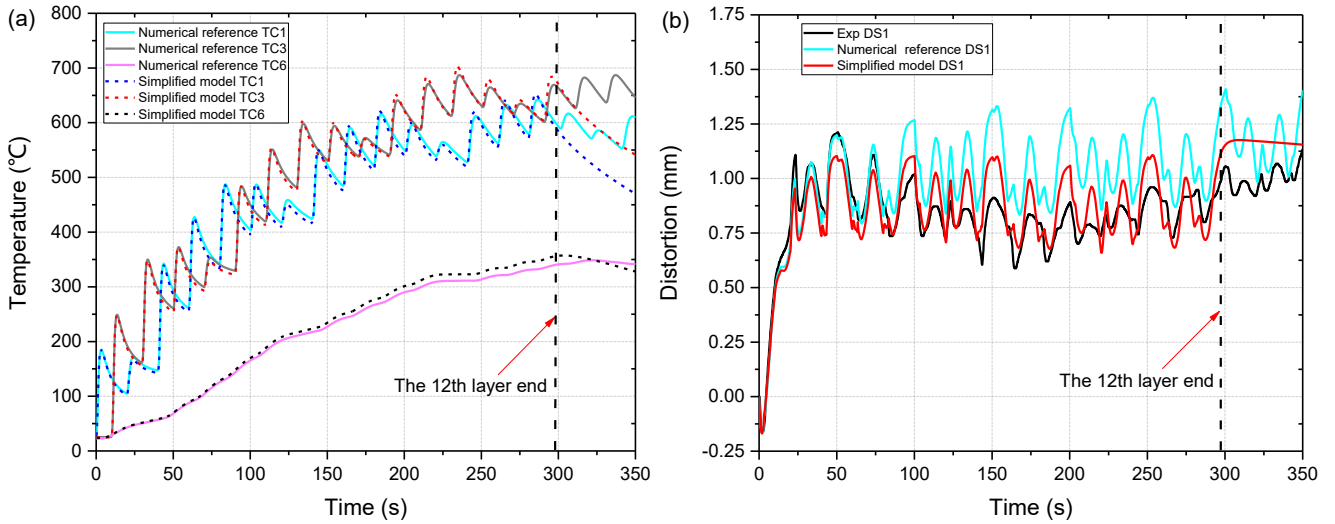 (a)
Numerical reference TC1
Numerical reference TC3
Numerical reference TC6
Simplified model TC1
Simplified model TC3
Simplified model TC6
800
700
600
500
400
300
200
100
0
Temperature (°C)
The 12th layer end
0 50 100 150 200 250 300 350
Time (s)
(b)
Exp DS1
Numerical reference DS1
Simplified model DS1
1.75
1.50
1.25
1.00
0.75
0.50
0.25
0.00
-0.25
Distortion (mm)
The 12th layer end
0 50 100 150 200 250 300 350
Time (s)